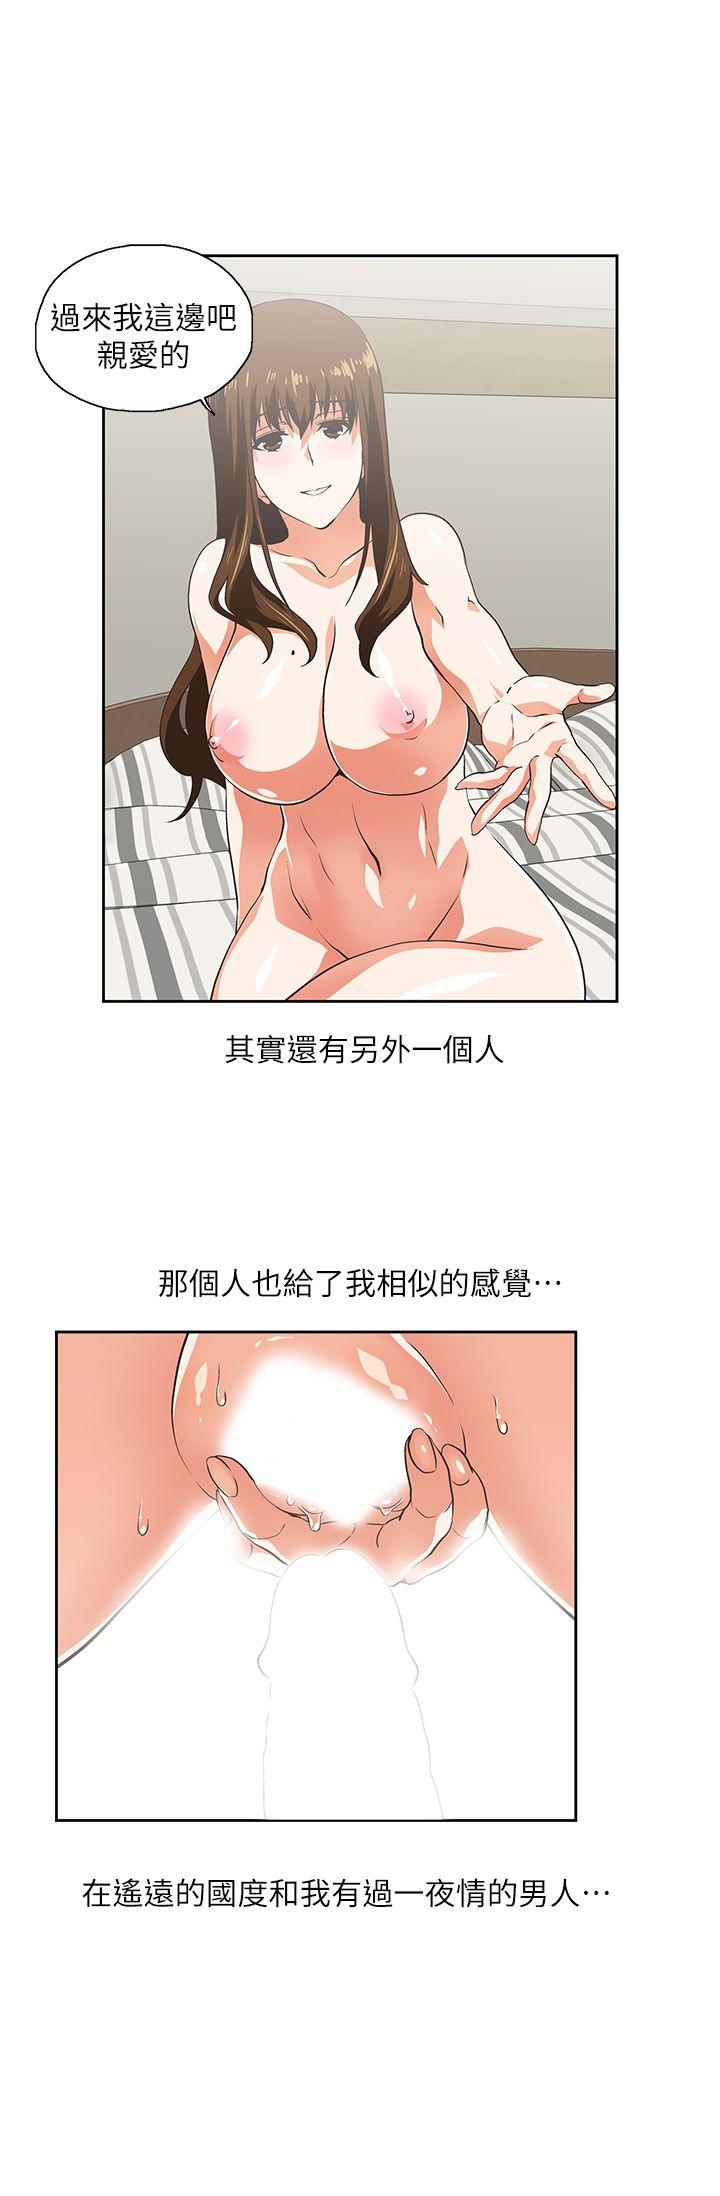 過來我這邊吧
親愛的
其實還有另外一個人
那個人也給了我相似的感覺⋯
在遙遠的國度和我有過一夜情的男人⋯